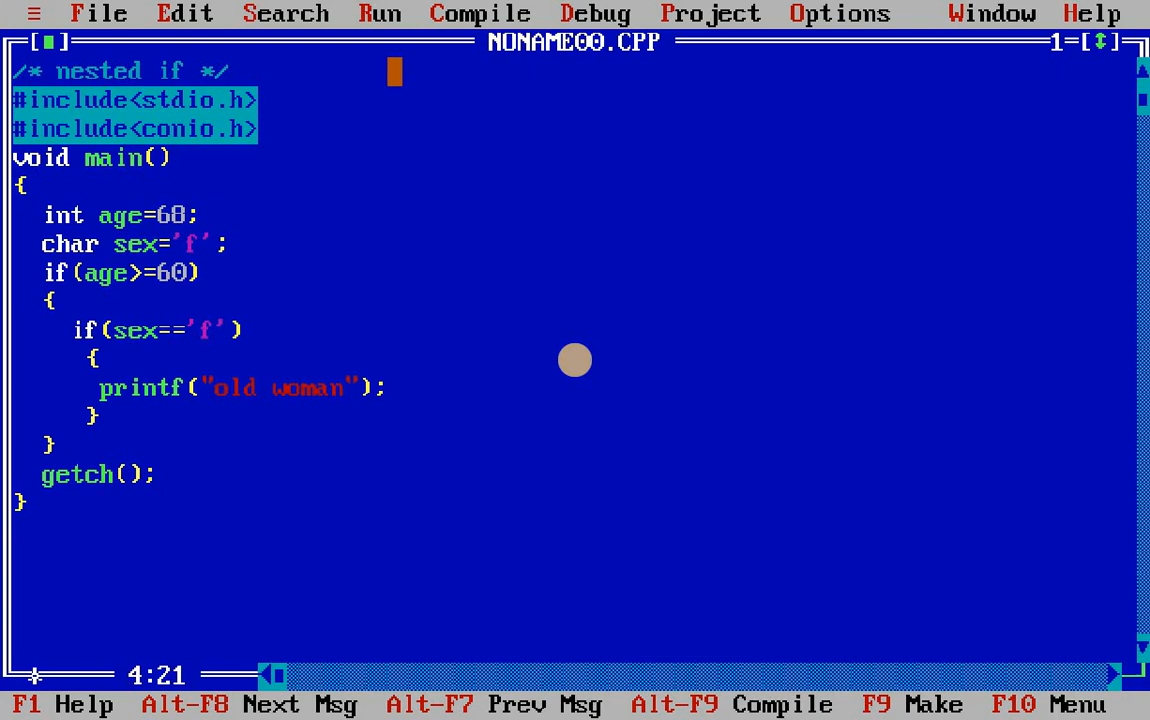 ≡ File Edit Search Run Compile Debug Project Options Window Help
[■] NONAME00.CPP 1=[↕]
/* nested if */
#include<stdio.h>
#include<conio.h>
void main()
{
int age=68;
char sex='f';
if(age>=60)
{
if(sex=='f')
{
printf("old woman");
}
}
getch();
}
4:21
F1 Help Alt-F8 Next Msg Alt-F7 Prev Msg Alt-F9 Compile F9 Make F10 Menu